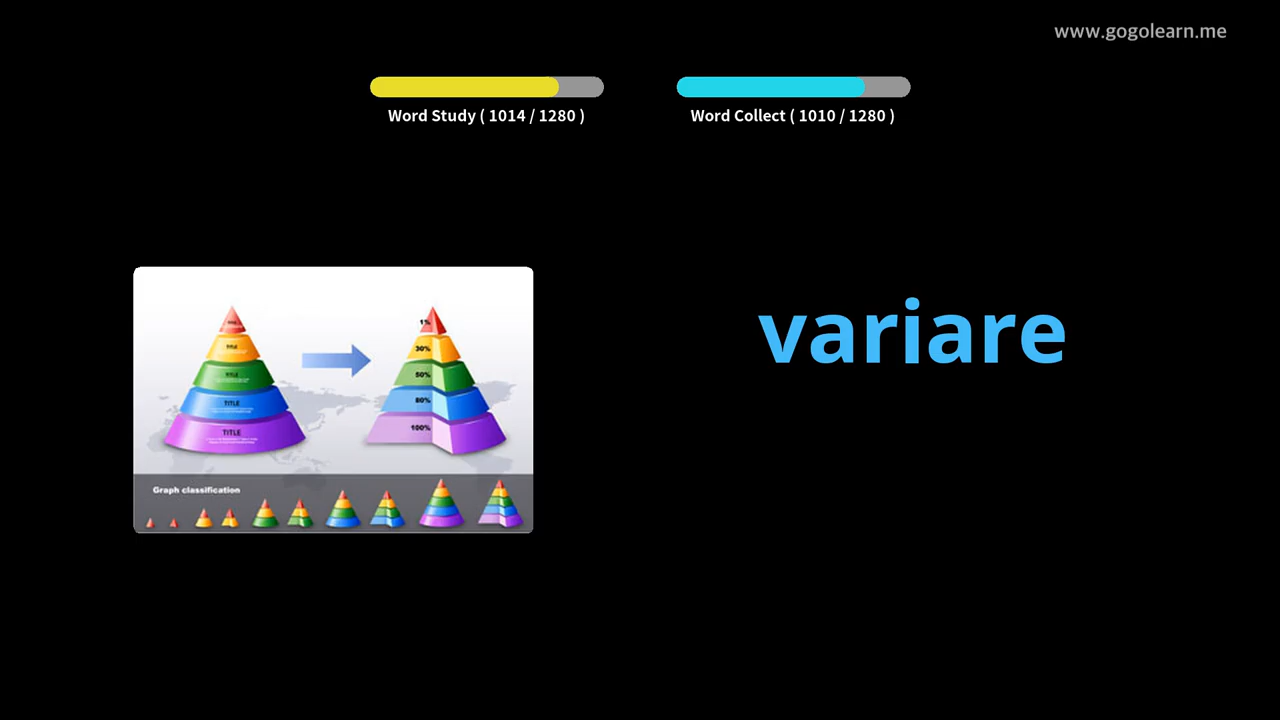 www.gogolearn.me
Word Study ( 1014 / 1280 )
Word Collect ( 1010 / 1280 )
variare
TITLE
TITLE
TITLE
TITLE
1%
30%
50%
80%
100%
Graph classification